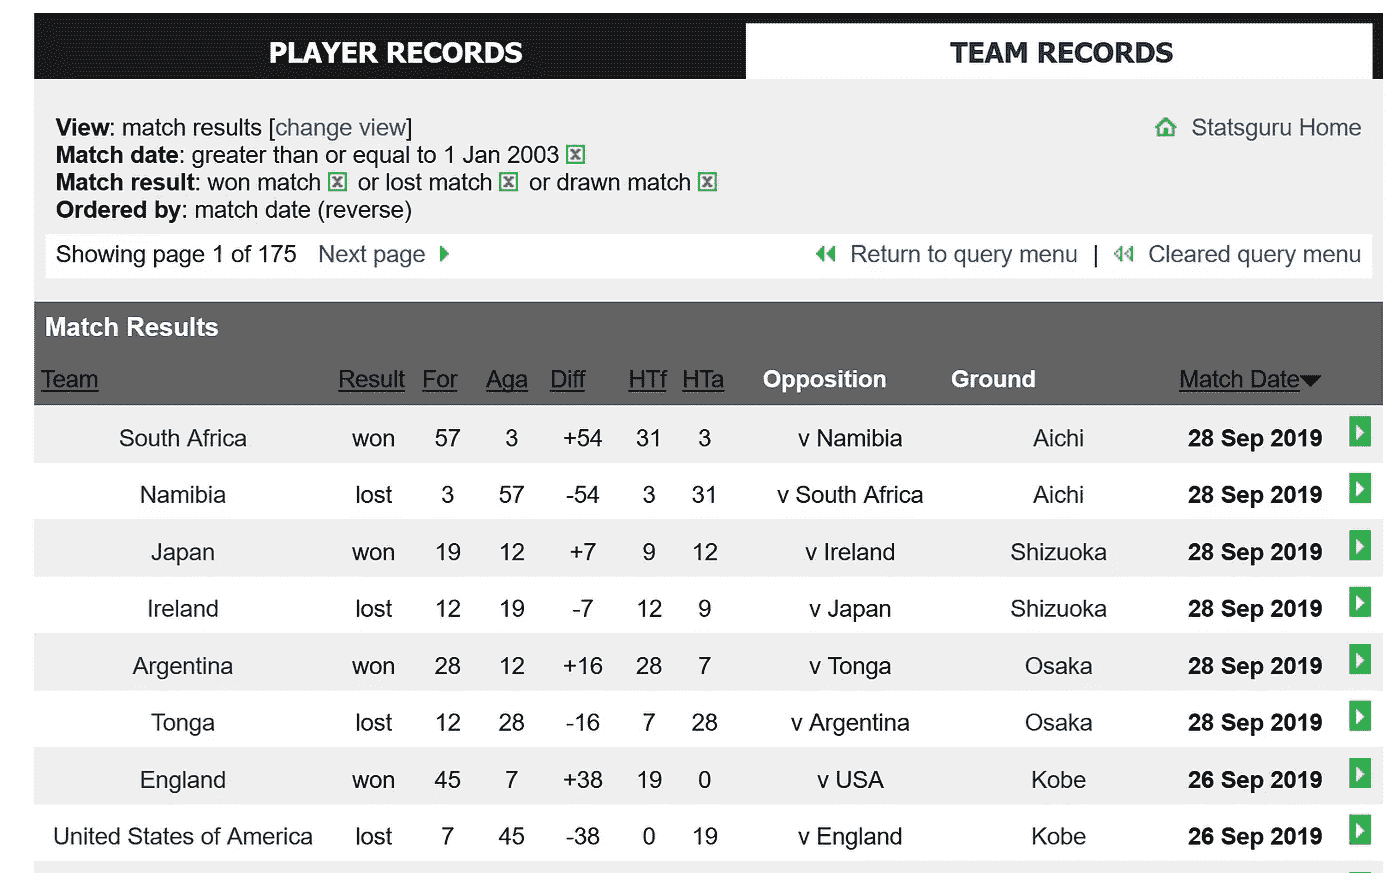 PLAYER RECORDS TEAM RECORDS
View: match results [change view] Statsguru Home
Match date: greater than or equal to 1 Jan 2003
Match result: won match or lost match or drawn match
Ordered by: match date (reverse)
Showing page 1 of 175 Next page Return to query menu | Cleared query menu
Match Results
Team Result For Aga Diff HTf HTa Opposition Ground Match Date
South Africa won 57 3 +54 31 3 v Namibia Aichi 28 Sep 2019
Namibia lost 3 57 -54 3 31 v South Africa Aichi 28 Sep 2019
Japan won 19 12 +7 9 12 v Ireland Shizuoka 28 Sep 2019
Ireland lost 12 19 -7 12 9 v Japan Shizuoka 28 Sep 2019
Argentina won 28 12 +16 28 7 v Tonga Osaka 28 Sep 2019
Tonga lost 12 28 -16 7 28 v Argentina Osaka 28 Sep 2019
England won 45 7 +38 19 0 v USA Kobe 26 Sep 2019
United States of America lost 7 45 -38 0 19 v England Kobe 26 Sep 2019